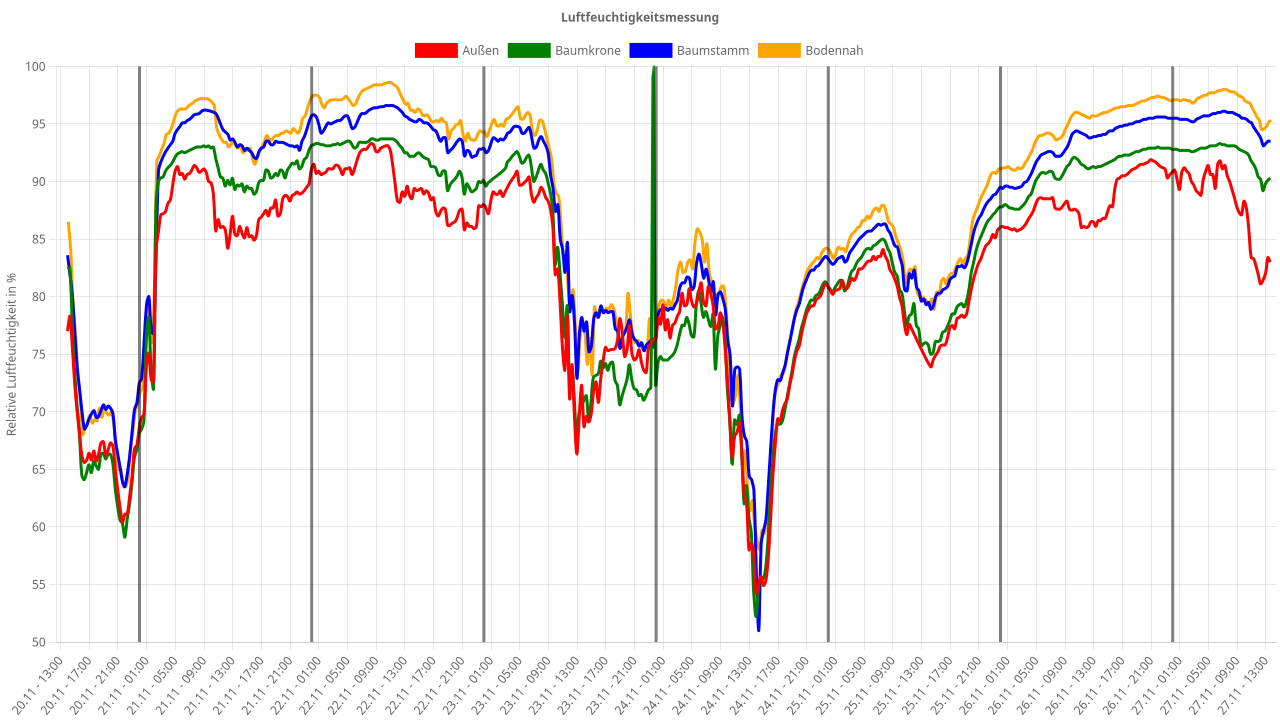 Luftfeuchtigkeitsmessung
Außen Baumkrone Baumstamm Bodennah
Relative Luftfeuchtigkeit in %
100
95
90
85
80
75
70
65
60
55
50
20.11 - 13:00
20.11 - 17:00
20.11 - 21:00
21.11 - 01:00
21.11 - 05:00
21.11 - 09:00
21.11 - 13:00
21.11 - 17:00
21.11 - 21:00
22.11 - 01:00
22.11 - 05:00
22.11 - 09:00
22.11 - 13:00
22.11 - 17:00
22.11 - 21:00
23.11 - 01:00
23.11 - 05:00
23.11 - 09:00
23.11 - 13:00
23.11 - 17:00
23.11 - 21:00
24.11 - 01:00
24.11 - 05:00
24.11 - 09:00
24.11 - 13:00
24.11 - 17:00
24.11 - 21:00
25.11 - 01:00
25.11 - 05:00
25.11 - 09:00
25.11 - 13:00
25.11 - 17:00
25.11 - 21:00
26.11 - 01:00
26.11 - 05:00
26.11 - 09:00
26.11 - 13:00
26.11 - 17:00
26.11 - 21:00
27.11 - 01:00
27.11 - 05:00
27.11 - 09:00
27.11 - 13:00